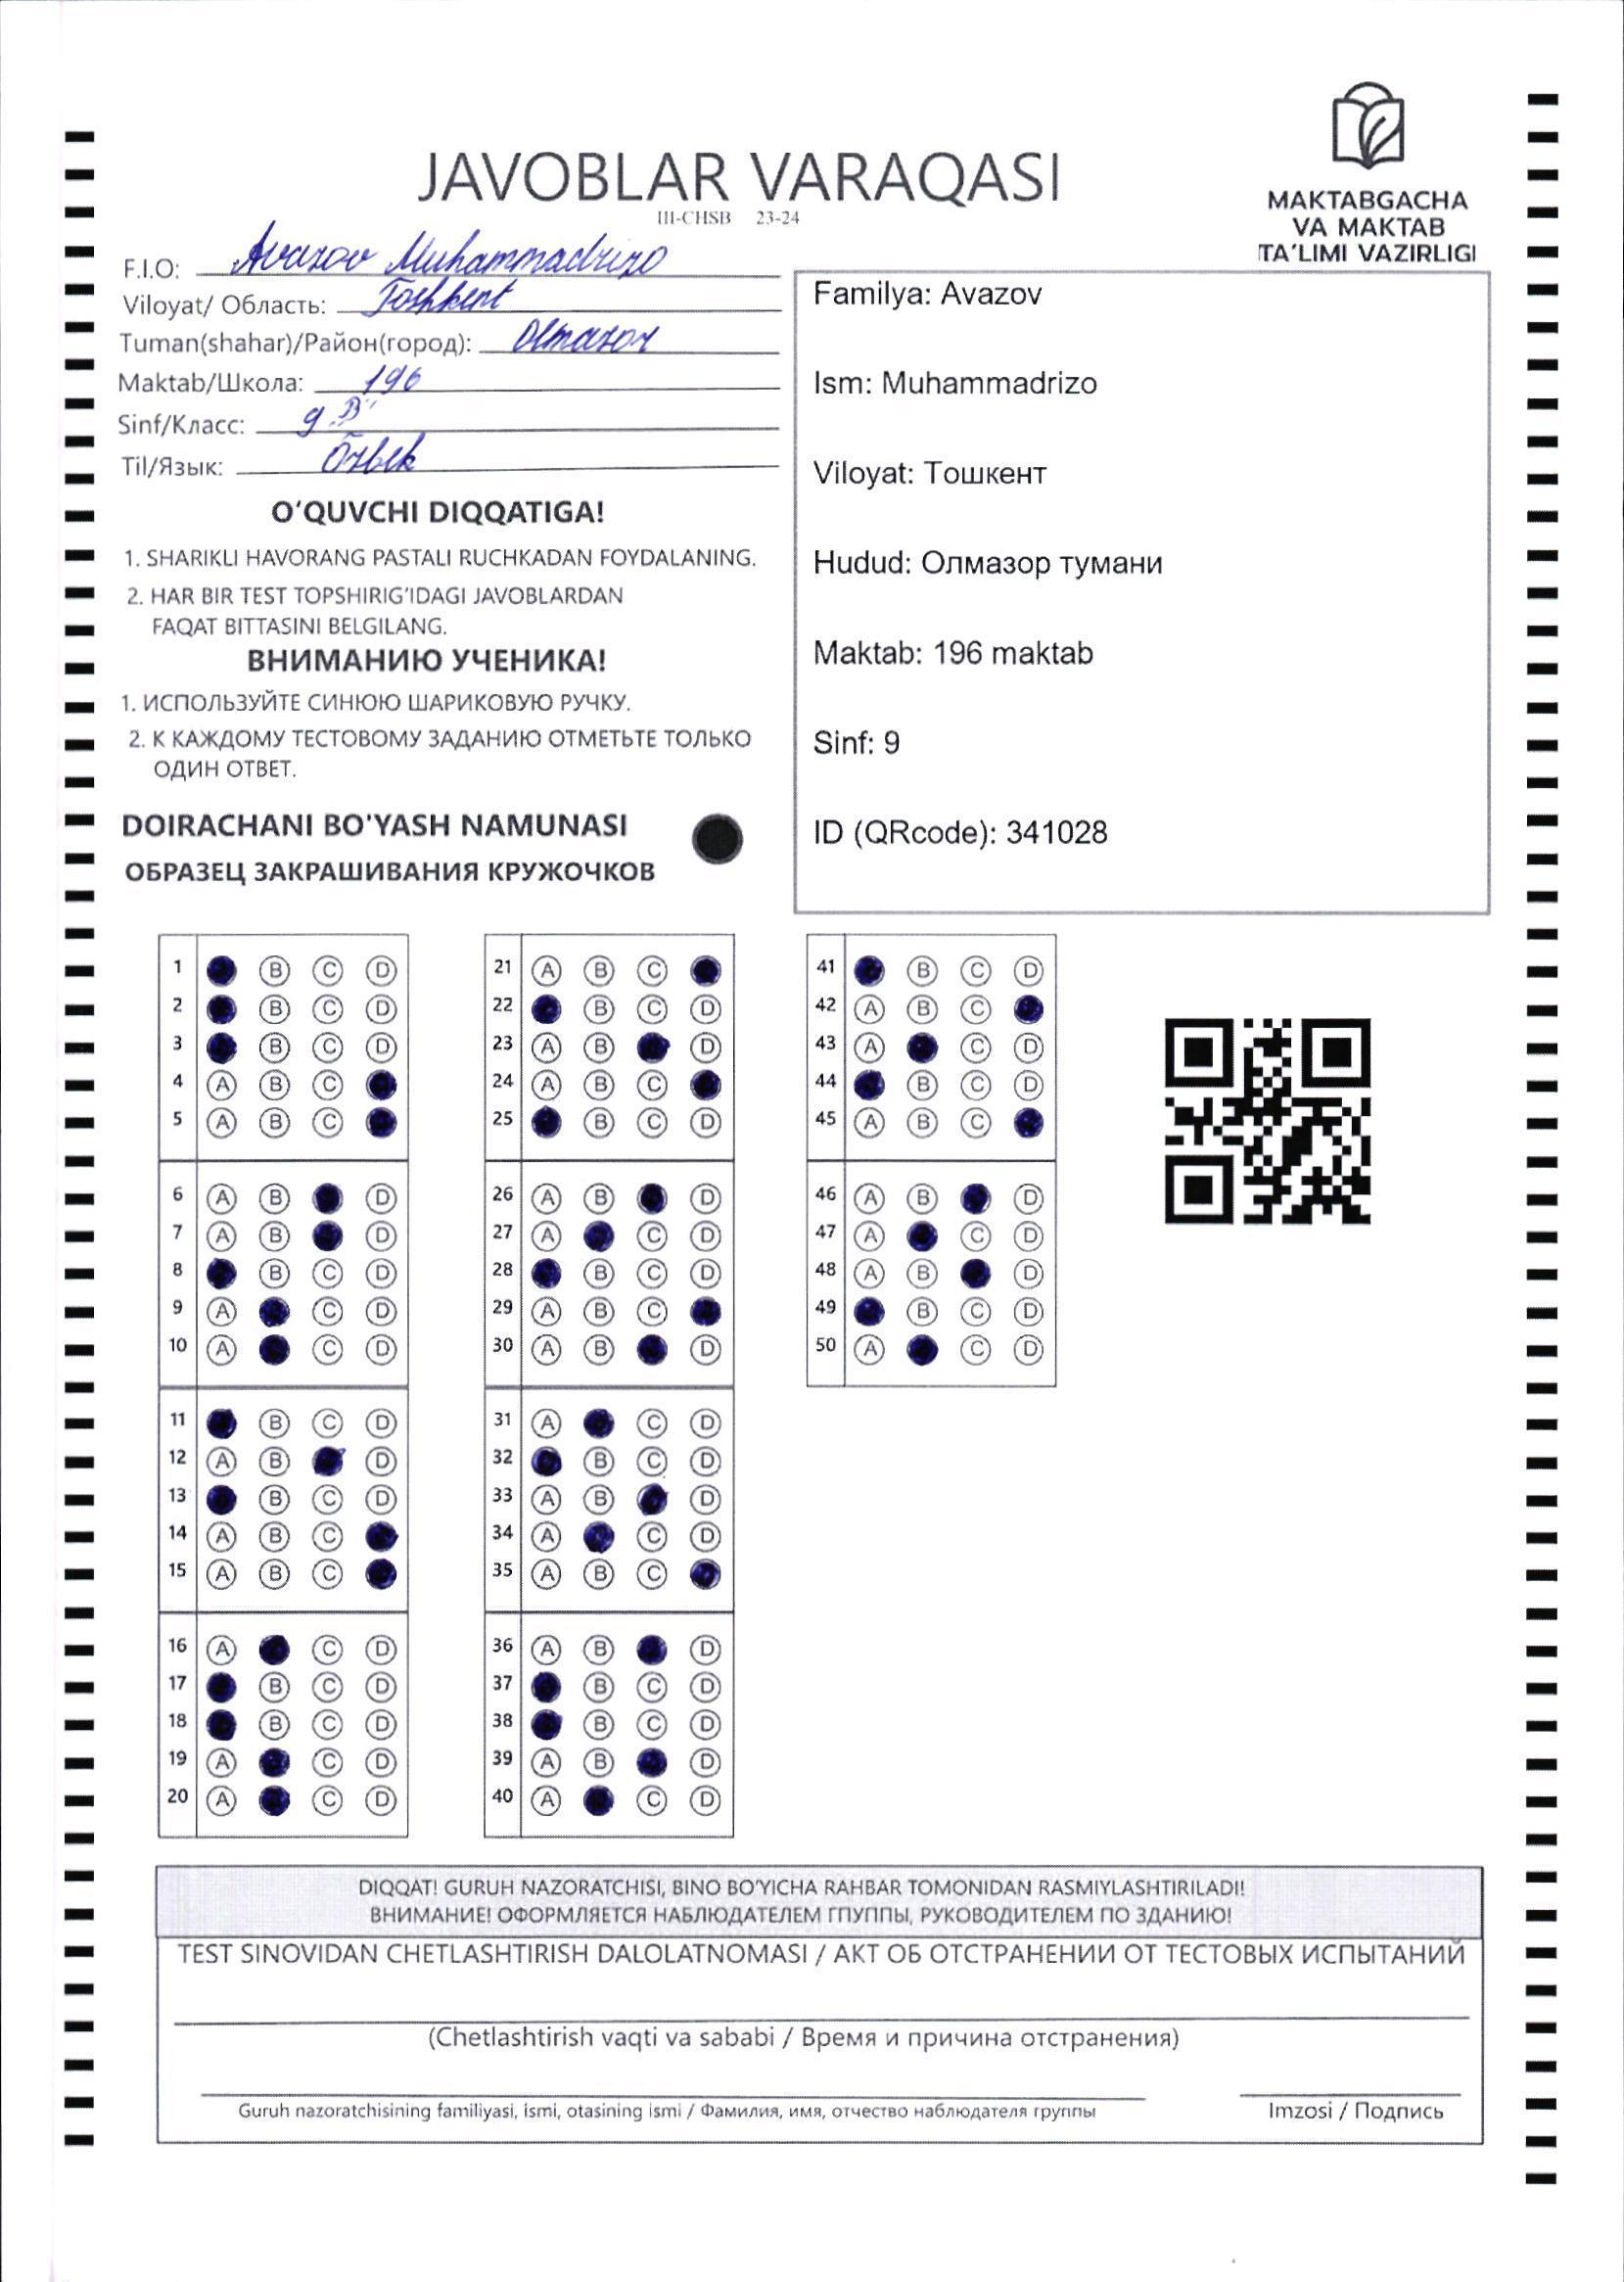 JAVOBLAR VARAQASI
III-CHSB 23-24
MAKTABGACHA
VA MAKTAB
TA'LIMI VAZIRLIGI
F.I.O: Avazov Muhammadrizo
Viloyat/ Область: Toshkent
Tuman(shahar)/Район(город): Olmazor
Maktab/Школа: 196
Sinf/Класс: 9 „B"
Til/Язык: Õzbek
O'QUVCHI DIQQATIGA!
1. SHARIKLI HAVORANG PASTALI RUCHKADAN FOYDALANING.
2. HAR BIR TEST TOPSHIRIG'IDAGI JAVOBLARDAN
FAQAT BITTASINI BELGILANG.
ВНИМАНИЮ УЧЕНИКА!
1. ИСПОЛЬЗУЙТЕ СИНЮЮ ШАРИКОВУЮ РУЧКУ.
2. К КАЖДОМУ ТЕСТОВОМУ ЗАДАНИЮ ОТМЕТЬТЕ ТОЛЬКО
ОДИН ОТВЕТ.
DOIRACHANI BO'YASH NAMUNASI
ОБРАЗЕЦ ЗАКРАШИВАНИЯ КРУЖОЧКОВ
Familya: Avazov
Ism: Muhammadrizo
Viloyat: Тошкент
Hudud: Олмазор тумани
Maktab: 196 maktab
Sinf: 9
ID (QRcode): 341028
1 B C D
2 B C D
3 B C D
4 A B C
5 A B C
6 A B D
7 A B D
8 B C D
9 A C D
10 A C D
11 B C D
12 A B D
13 B C D
14 A B C
15 A B C
16 A C D
17 B C D
18 B C D
19 A C D
20 A C D
21 A B C
22 B C D
23 A B D
24 A B C
25 B C D
26 A B D
27 A C D
28 B C D
29 A B C
30 A B D
31 A C D
32 B C D
33 A B D
34 A C D
35 A B C
36 A B D
37 B C D
38 B C D
39 A B D
40 A C D
41 B C D
42 A B C
43 A C D
44 B C D
45 A B C
46 A B D
47 A C D
48 A B D
49 B C D
50 A C D
DIQQAT! GURUH NAZORATCHISI, BINO BO'YICHA RAHBAR TOMONIDAN RASMIYLASHTIRILADI!
ВНИМАНИЕ! ОФОРМЛЯЕТСЯ НАБЛЮДАТЕЛЕМ ГПУППЫ, РУКОВОДИТЕЛЕМ ПО ЗДАНИЮ!
TEST SINOVIDAN CHETLASHTIRISH DALOLATNOMASI / АКТ ОБ ОТСТРАНЕНИИ ОТ ТЕСТОВЫХ ИСПЫТАНИЙ
(Chetlashtirish vaqti va sababi / Время и причина отстранения)
Guruh nazoratchisining familiyasi, ismi, otasining ismi / Фамилия, имя, отчество наблюдателя группы
Imzosi / Подпись